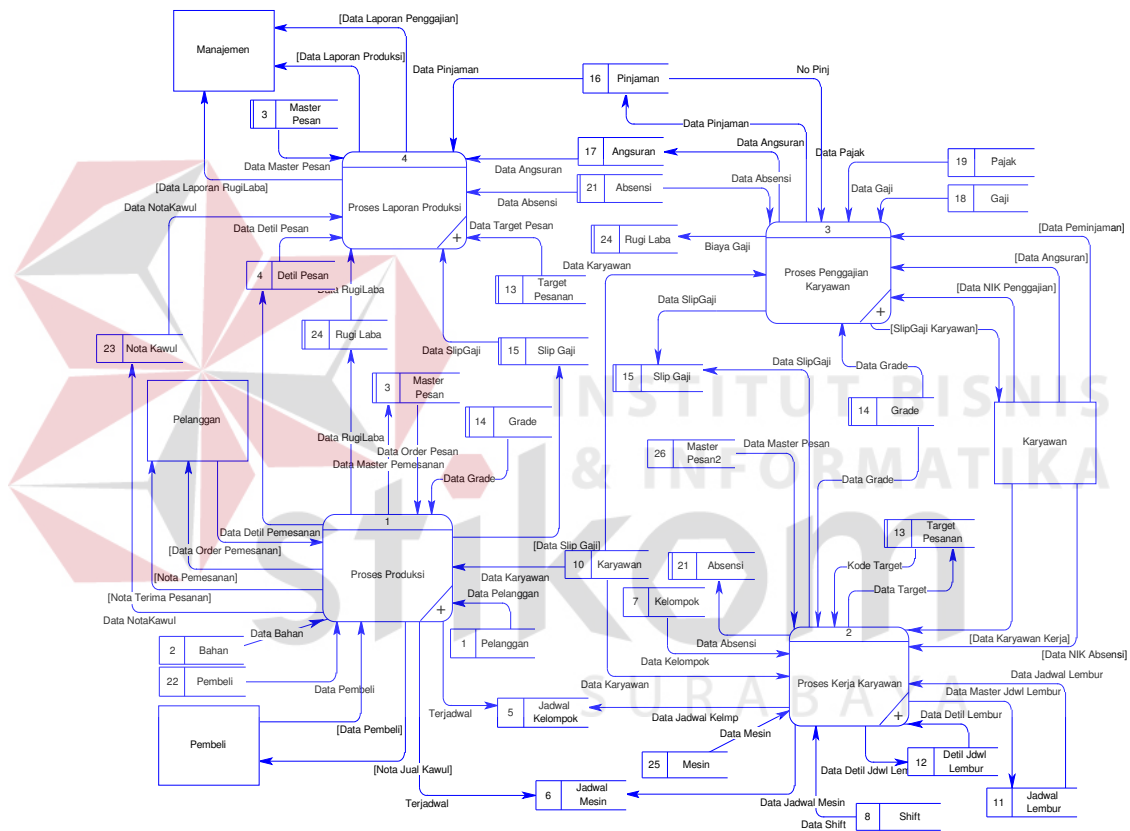 [Data Laporan Penggajian]
Manajemen
[Data Laporan Produksi]
Data Pinjaman
16 Pinjaman
No Pinj
3 Master
Pesan
Data Pinjaman
Data Master Pesan
4
Proses Laporan Produksi
+
17 Angsuran
Data Angsuran
Data Angsuran
Data Pajak
19 Pajak
Data Absensi
21 Absensi
Data Absensi
Data Gaji
18 Gaji
[Data Laporan RugiLaba]
Data NotaKawul
Data Detil Pesan
Data Target Pesan
24 Rugi Laba
Biaya Gaji
3
Proses Penggajian
Karyawan
+
[Data Peminjaman]
[Data Angsuran]
[Data NIK Penggajian]
[SlipGaji Karyawan]
4 Detil Pesan
Data RugiLaba
13 Target
Pesanan
Data Karyawan
Data SlipGaji
24 Rugi Laba
23 Nota Kawul
Data SlipGaji
15 Slip Gaji
Data SlipGaji
15 Slip Gaji
Data Grade
3 Master
Pesan
Pelanggan
14 Grade
14 Grade
INSTITUT BISNIS
& INFORMATIKA
stikom
SURABAYA
Karyawan
Data RugiLaba
Data Order Pesan
Data Master Pemesanan
Data Grade
26 Master
Pesan2
Data Master Pesan
Data Grade
1
Proses Produksi
+
Data Detil Pemesanan
[Data Order Pemesanan]
[Nota Pemesanan]
[Nota Terima Pesanan]
Data NotaKawul
[Data Slip Gaji]
10 Karyawan
Data Karyawan
Data Pelanggan
1 Pelanggan
21 Absensi
7 Kelompok
Data Absensi
Data Kelompok
Data Karyawan
13 Target
Pesanan
Kode Target
Data Target
2
Proses Kerja Karyawan
+
[Data Karyawan Kerja]
[Data NIK Absensi]
Data Jadwal Lembur
Data Master Jdwl Lembur
Data Detil Lembur
2 Bahan
Data Bahan
22 Pembeli
Data Pembeli
Pembeli
[Data Pembeli]
[Nota Jual Kawul]
Terjadwal
5 Jadwal
Kelompok
Data Jadwal Kelmp
Data Mesin
25 Mesin
Terjadwal
6 Jadwal
Mesin
Data Detil Jdwl Lem
12 Detil Jdwl
Lembur
Data Jadwal Mesin
Data Shift
8 Shift
11 Jadwal
Lembur